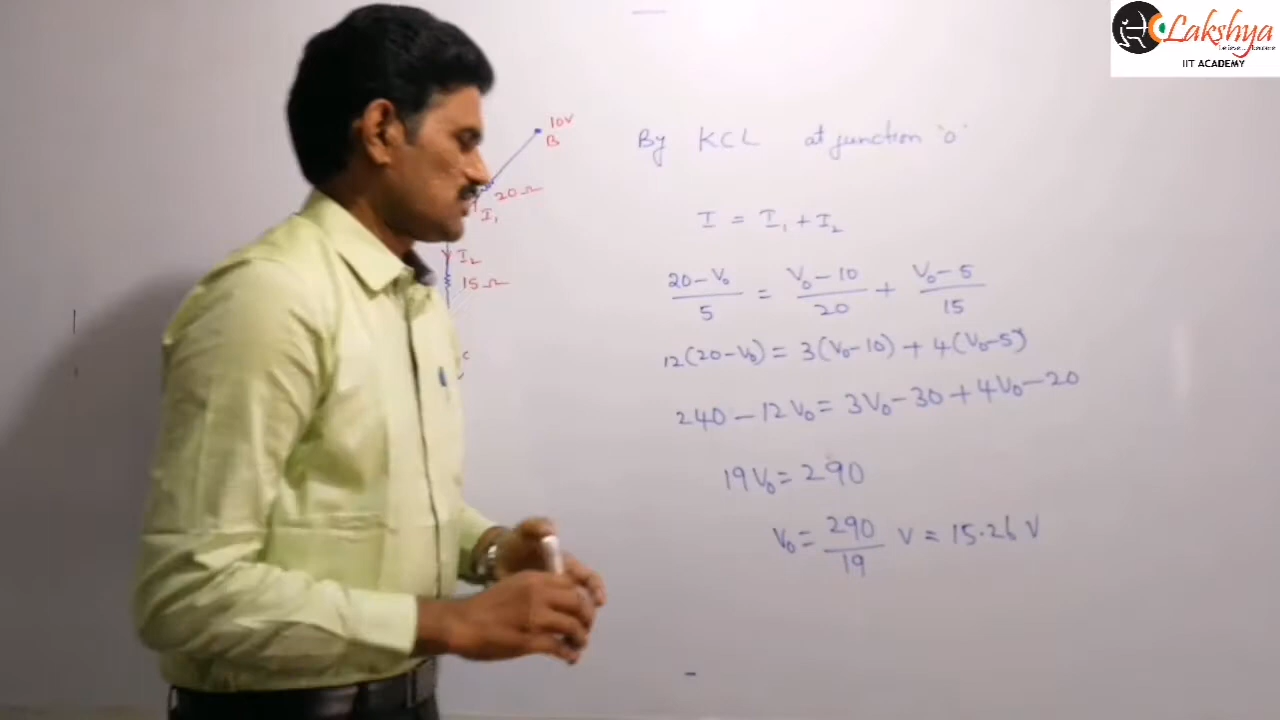 Lakshya
IIT ACADEMY
10V
B
20Ω
I₁
I₂
15Ω
C
By KCL at junction 'o'
I = I₁ + I₂
20-V₀/5 = V₀-10/20 + V₀-5/15
12(20-V₀) = 3(V₀-10) + 4(V₀-5)
240-12V₀ = 3V₀-30+4V₀-20
19V₀ = 290
V₀ = 290/19 V = 15.26 V